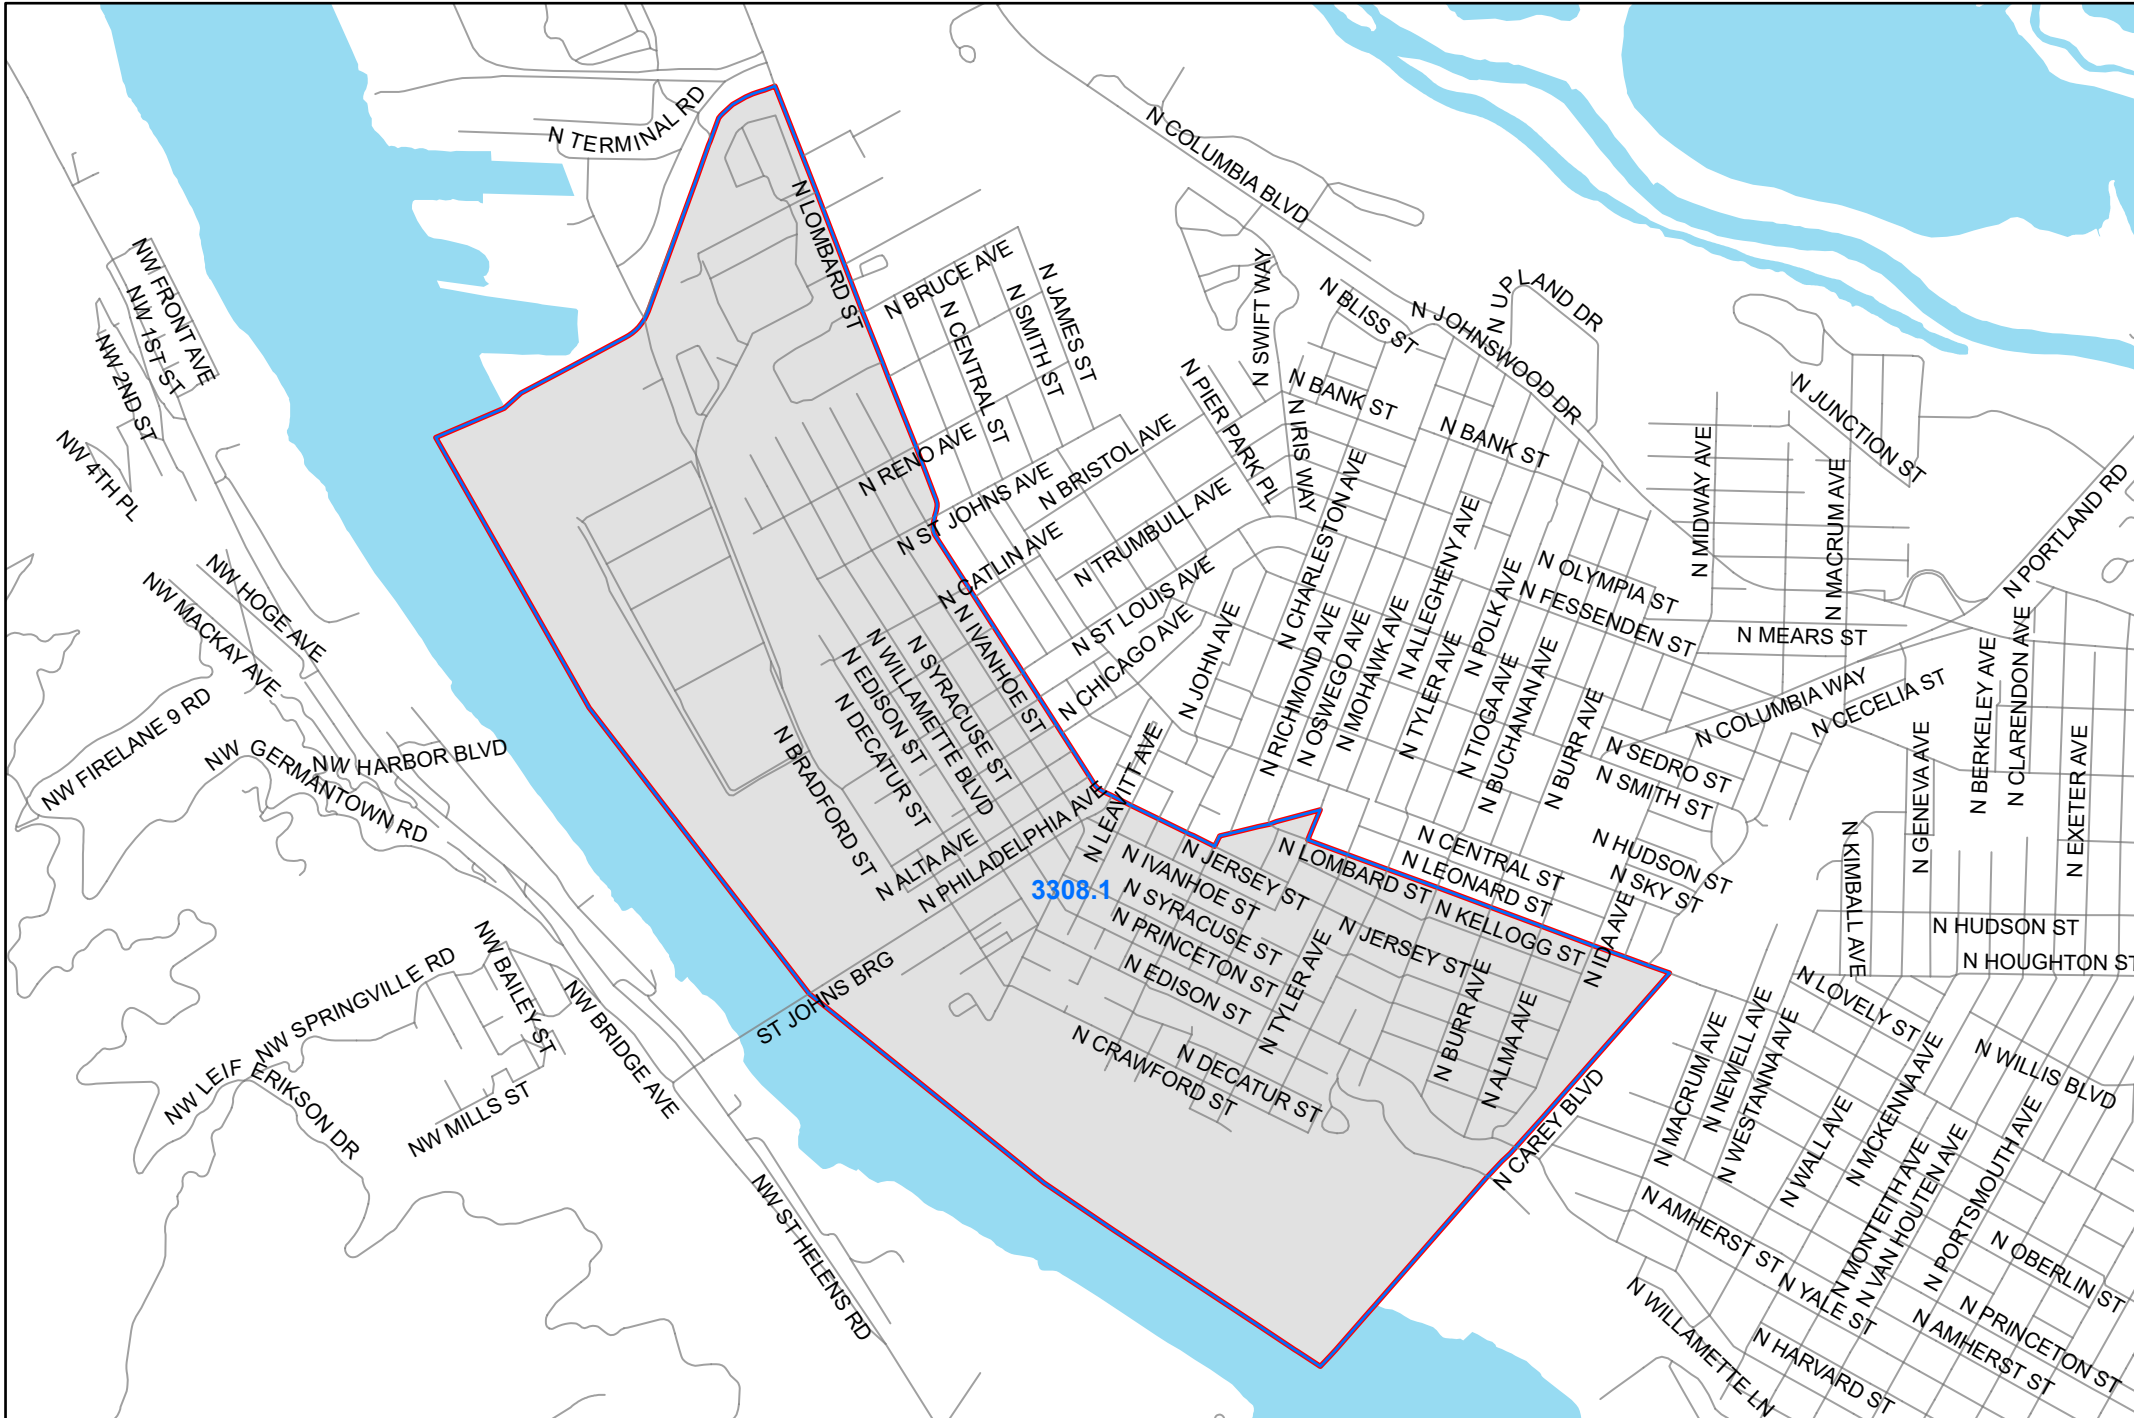 N TERMINAL RD
N COLUMBIA BLVD
N LOMBARD ST
NW FRONT AVE
NW 1ST ST
NW 2ND ST
NW 4TH PL
N BRUCE AVE
N CENTRAL ST
N SMITH ST
N JAMES ST
N SWIFT WAY
N BLISS ST
N JOHNSWOOD DR
N UPLAND DR
N PIER PARK PL
N BANK ST
N IRIS WAY
N BANK ST
N JUNCTION ST
N MIDWAY AVE
N MACRUM AVE
N PORTLAND RD
N RENO AVE
N ST JOHNS AVE
N BRISTOL AVE
N CATLIN AVE
N TRUMBULL AVE
N ST LOUIS AVE
N CHICAGO AVE
N JOHN AVE
N CHARLESTON AVE
N RICHMOND AVE
N OSWEGO AVE
N MOHAWK AVE
N ALLEGHENY AVE
N TYLER AVE
N POLK AVE
N TIOGA AVE
N BUCHANAN AVE
N BURR AVE
N OLYMPIA ST
N FESSENDEN ST
N MEARS ST
N COLUMBIA WAY
N CECELIA ST
N SEDRO ST
N SMITH ST
N GENEVA AVE
N BERKELEY AVE
N CLARENDON AVE
N EXETER AVE
NW HOGE AVE
NW MACKAY AVE
NW FIRELANE 9 RD
NW GERMANTOWN RD
NW HARBOR BLVD
N IVANHOE ST
N SYRACUSE ST
N WILLAMETTE BLVD
N EDISON ST
N DECATUR ST
N BRADFORD ST
N ALTA AVE
N PHILADELPHIA AVE
N LEAVITT AVE
3308.1
N IVANHOE ST
N JERSEY ST
N SYRACUSE ST
N PRINCETON ST
N EDISON ST
N LOMBARD ST
N LEONARD ST
N CENTRAL ST
N KELLOGG ST
N JERSEY ST
N HUDSON ST
N SKY ST
N IDA AVE
N KIMBALL AVE
N HUDSON ST
N HOUGHTON ST
N LOVELY ST
N WILLIS BLVD
NW SPRINGVILLE RD
NW BAILEY ST
NW BRIDGE AVE
NW LEIF ERIKSON DR
NW MILLS ST
ST JOHNS BRG
N CRAWFORD ST
N DECATUR ST
N TYLER AVE
N BURR AVE
N ALMA AVE
N CAREY BLVD
N MACRUM AVE
N NEWELL AVE
N WESTANNA AVE
N WALL AVE
N MCKENNA AVE
N MONTEITH AVE
N VAN HOUTEN AVE
N PORTSMOUTH AVE
NW ST HELENS RD
N AMHERST ST
N YALE ST
N OBERLIN ST
N PRINCETON ST
N AMHERST ST
N HARVARD ST
N WILLAMETTE LN